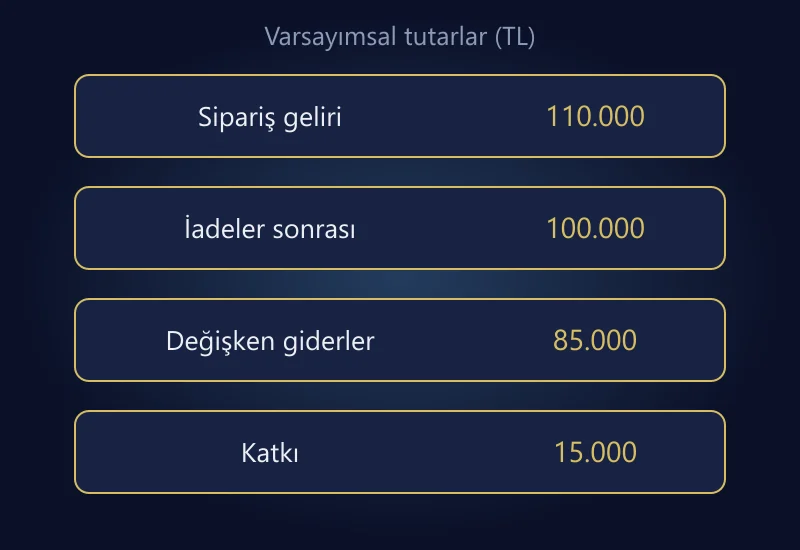 Varsayımsal tutarlar (TL)
Sipariş geliri 110.000
İadeler sonrası 100.000
Değişken giderler 85.000
Katkı 15.000